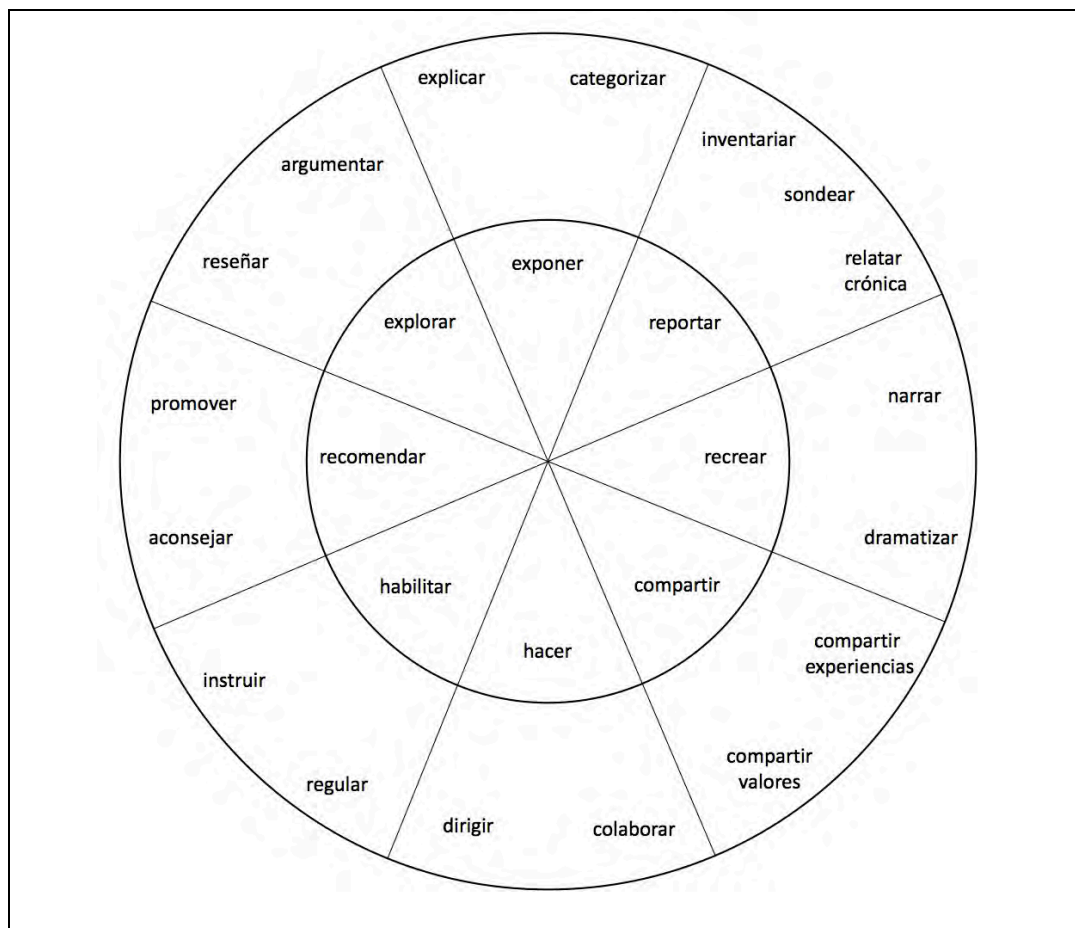 explicar
categorizar
inventariar
sondear
relatar
crónica
argumentar
reseñar
exponer
explorar
reportar
promover
narrar
recomendar
recrear
aconsejar
dramatizar
habilitar
compartir
hacer
compartir
experiencias
instruir
compartir
valores
regular
dirigir
colaborar